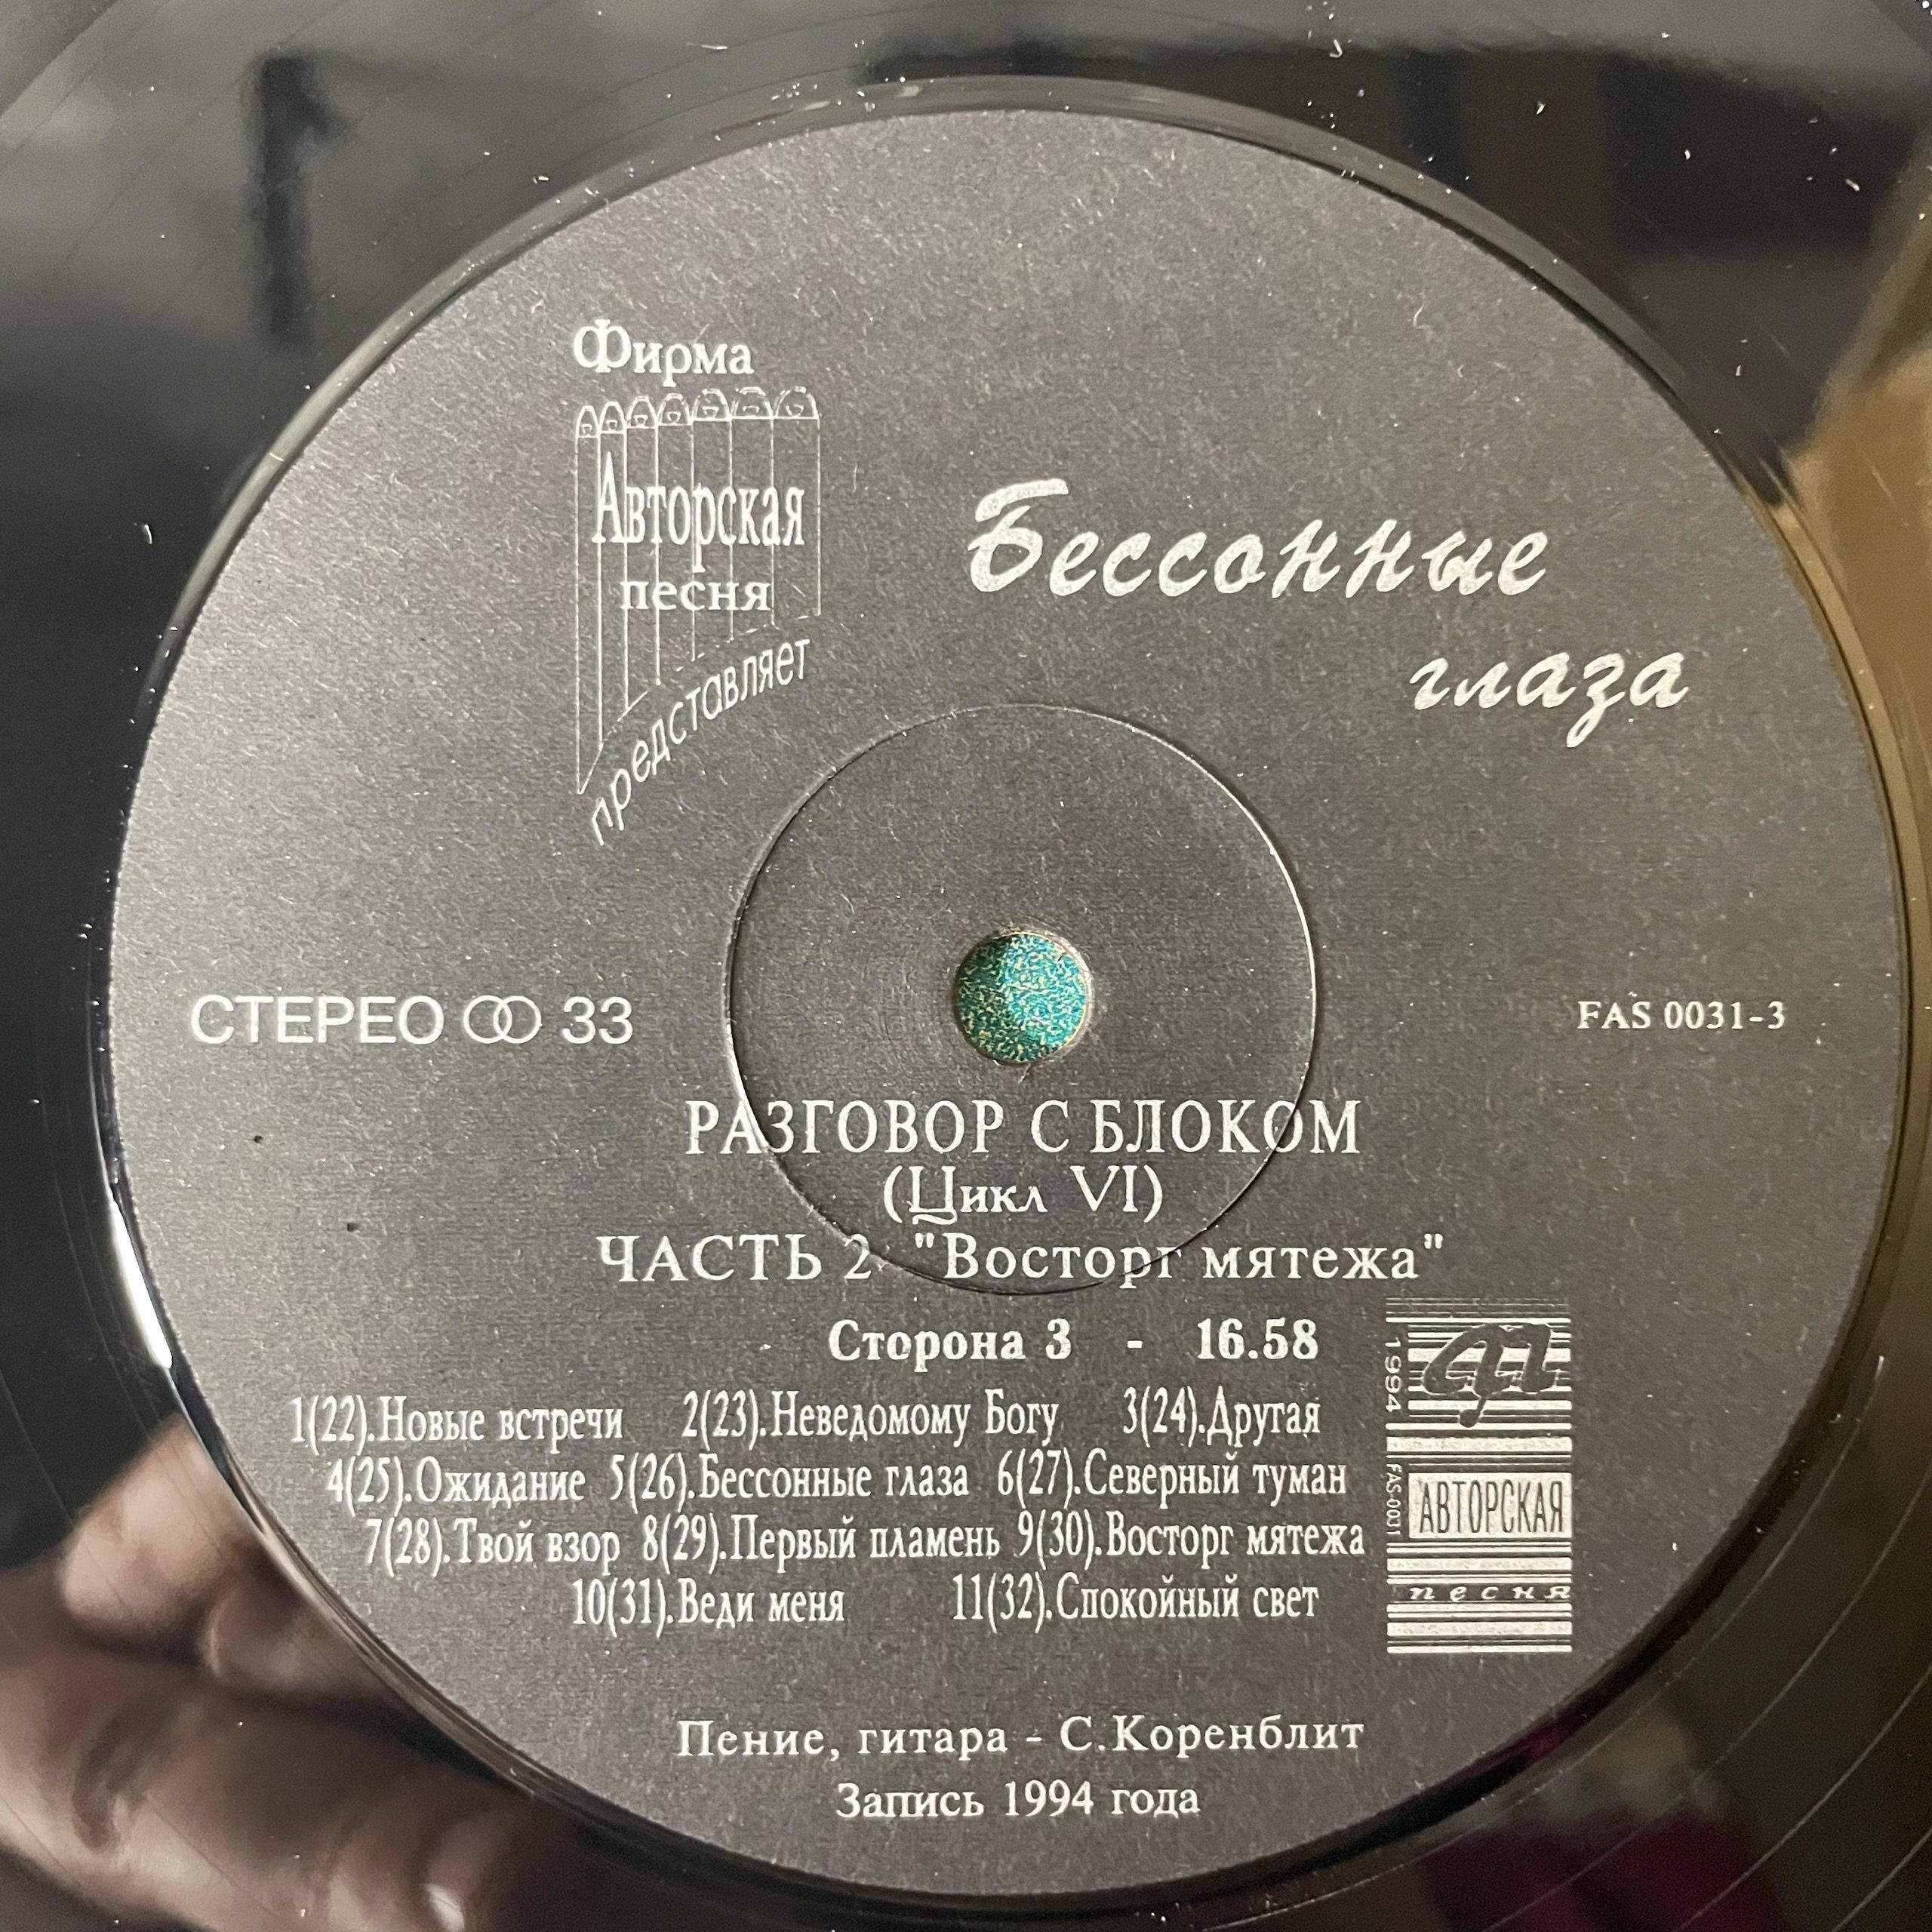 Фирма
Авторская
песня
представляет
Бессонные
глаза
СТЕРЕО 33
FAS 0031-3
РАЗГОВОР С БЛОКОМ
(Цикл VI)
ЧАСТЬ 2 "Восторг мятежа"
Сторона 3 - 16.58
1(22).Новые встречи 2(23).Неведомому Богу 3(24).Другая
4(25).Ожидание 5(26).Бессонные глаза 6(27).Северный туман
7(28).Твой взор 8(29).Первый пламень 9(30).Восторг мятежа
10(31).Веди меня 11(32).Спокойный свет
1994
FAS-0031
АВТОРСКАЯ
песня
Пение, гитара - С.Коренблит
Запись 1994 года